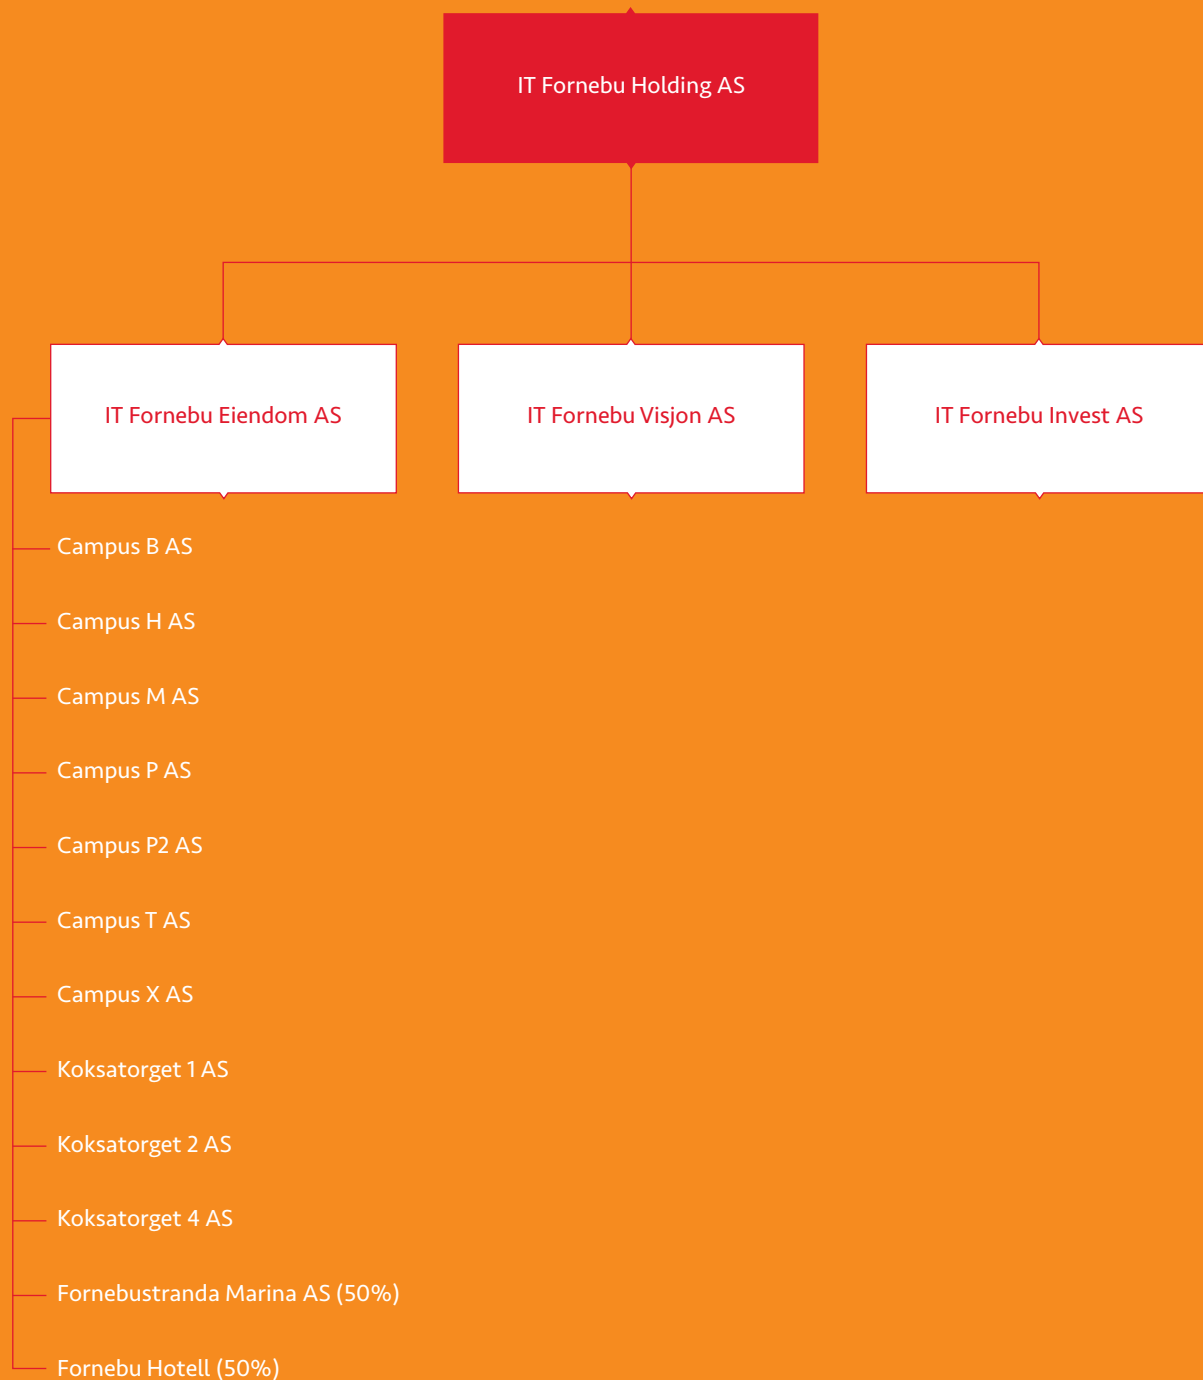 IT Fornebu Holding AS
IT Fornebu Eiendom AS
IT Fornebu Visjon AS
IT Fornebu Invest AS
Campus B AS
Campus H AS
Campus M AS
Campus P AS
Campus P2 AS
Campus T AS
Campus X AS
Koksatorget 1 AS
Koksatorget 2 AS
Koksatorget 4 AS
Fornebustranda Marina AS (50%)
Fornebu Hotell (50%)